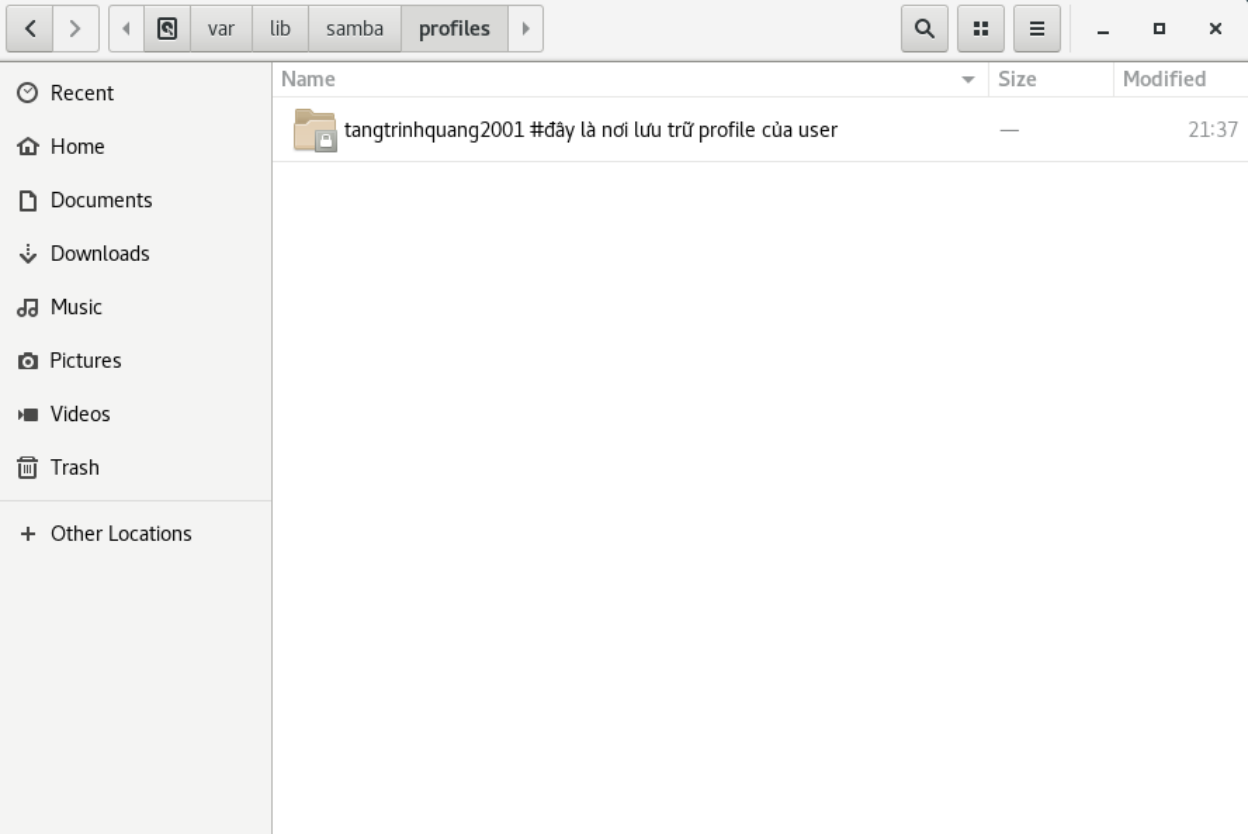 var lib samba profiles
Name Size Modified
tangtrinhquang2001 #đây là nơi lưu trữ profile của user — 21:37
Recent
Home
Documents
Downloads
Music
Pictures
Videos
Trash
Other Locations